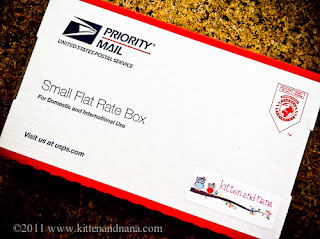 PRIORITY®
MAIL
UNITED STATES POSTAL SERVICE
Small Flat Rate Box
For Domestic and International Use
Visit us at usps.com
kitten and Nana
©2011 www.kittenandnana.com